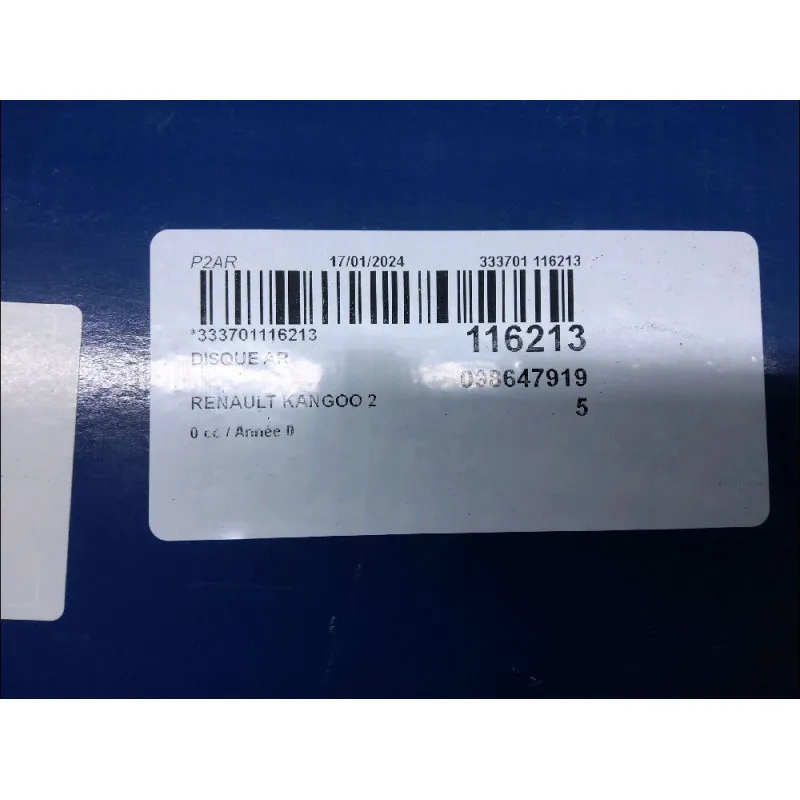 P2AR 17/01/2024 333701 116213
*333701116213 116213
DISQUE AR
098647919
RENAULT KANGOO 2 5
0 cc / Année 0